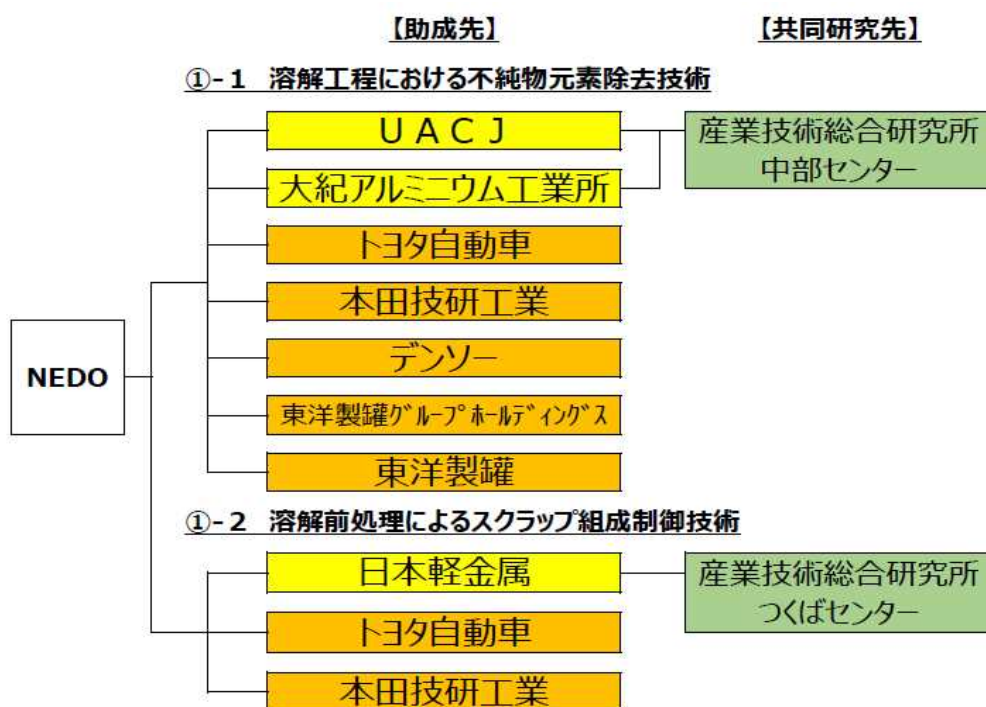 【助成先】
【共同研究先】
①-1 溶解工程における不純物元素除去技術
UACJ
産業技術総合研究所
中部センター
大紀アルミニウム工業所
トヨタ自動車
本田技研工業
デンソー
NEDO
東洋製罐ｸﾞﾙｰﾌﾟﾎｰﾙﾃﾞｨﾝｸﾞｽ
東洋製罐
①-2 溶解前処理によるスクラップ組成制御技術
日本軽金属
産業技術総合研究所
つくばセンター
トヨタ自動車
本田技研工業